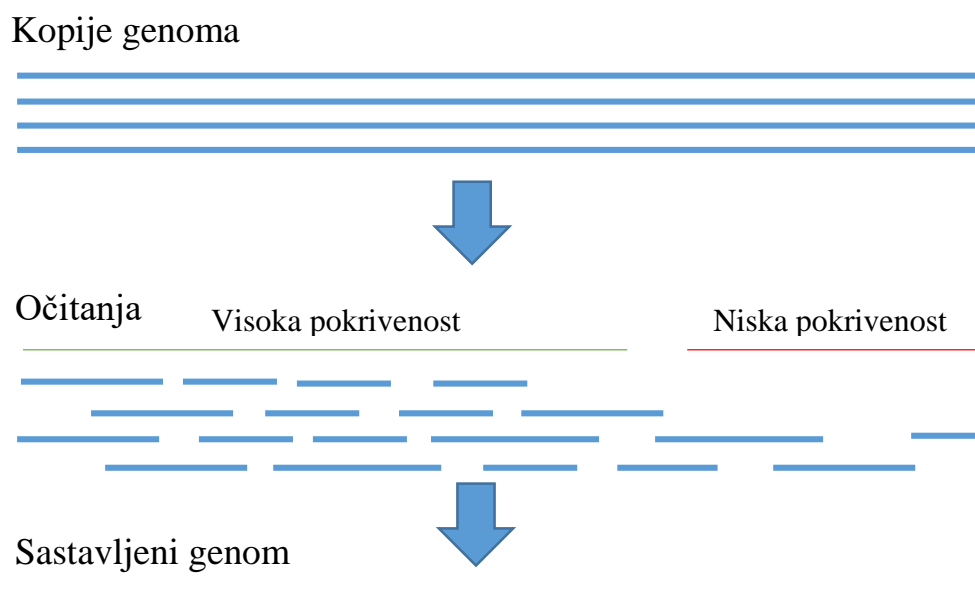 Kopije genoma
Očitanja
Visoka pokrivenost
Niska pokrivenost
Sastavljeni genom